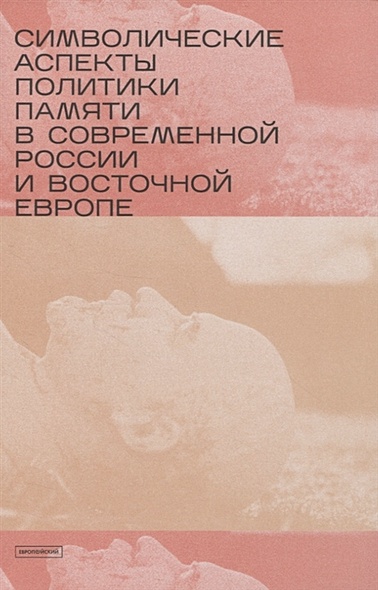 СИМВОЛИЧЕСКИЕ
АСПЕКТЫ
ПОЛИТИКИ
ПАМЯТИ
В СОВРЕМЕННОЙ
РОССИИ
И ВОСТОЧНОЙ
ЕВРОПЕ
ЕВРОПЕЙСКИЙ